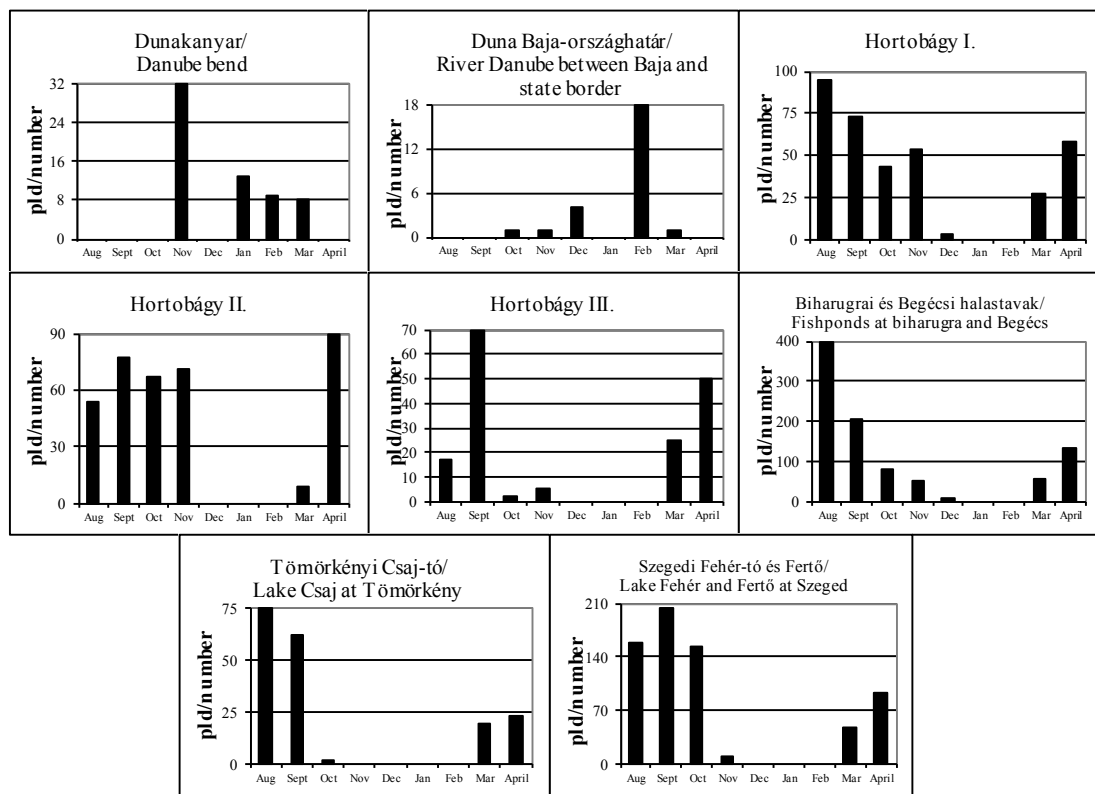 Dunakanyar/
Danube bend
pld/number
32
24
16
8
0
Aug Sept Oct Nov Dec Jan Feb Mar April
Duna Baja-országhatár/
River Danube between Baja and
state border
pld/number
18
12
6
0
Aug Sept Oct Nov Dec Jan Feb Mar April
Hortobágy I.
pld/number
100
75
50
25
0
Aug Sept Oct Nov Dec Jan Feb Mar April
Hortobágy II.
pld/number
90
60
30
0
Aug Sept Oct Nov Dec Jan Feb Mar April
Hortobágy III.
pld/number
70
60
50
40
30
20
10
0
Aug Sept Oct Nov Dec Jan Feb Mar April
Biharugrai és Begécsi halastavak/
Fishponds at biharugra and Begécs
pld/number
400
300
200
100
0
Aug Sept Oct Nov Dec Jan Feb Mar April
Tömörkényi Csaj-tó/
Lake Csaj at Tömörkény
pld/number
75
50
25
0
Aug Sept Oct Nov Dec Jan Feb Mar April
Szegedi Fehér-tó és Fertő/
Lake Fehér and Fertő at Szeged
pld/number
210
140
70
0
Aug Sept Oct Nov Dec Jan Feb Mar April